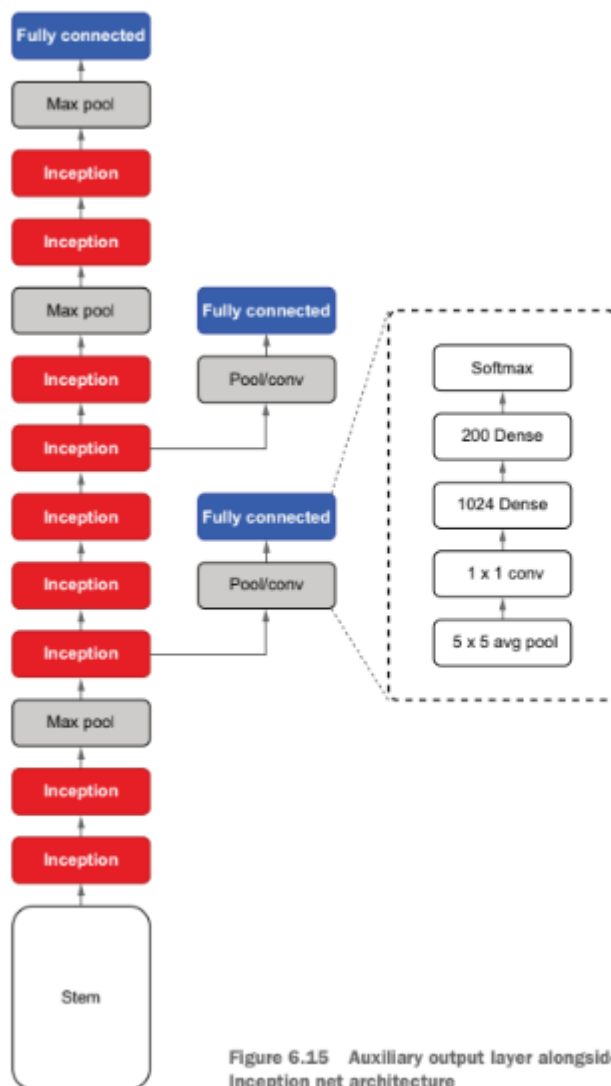 Fully connected
Max pool
Inception
Inception
Max pool
Inception
Inception
Inception
Inception
Inception
Max pool
Inception
Inception
Stem
Fully connected
Pool/conv
Fully connected
Pool/conv
Softmax
200 Dense
1024 Dense
1 x 1 conv
5 x 5 avg pool
Figure 6.15 Auxiliary output layer alongside
Inception net architecture